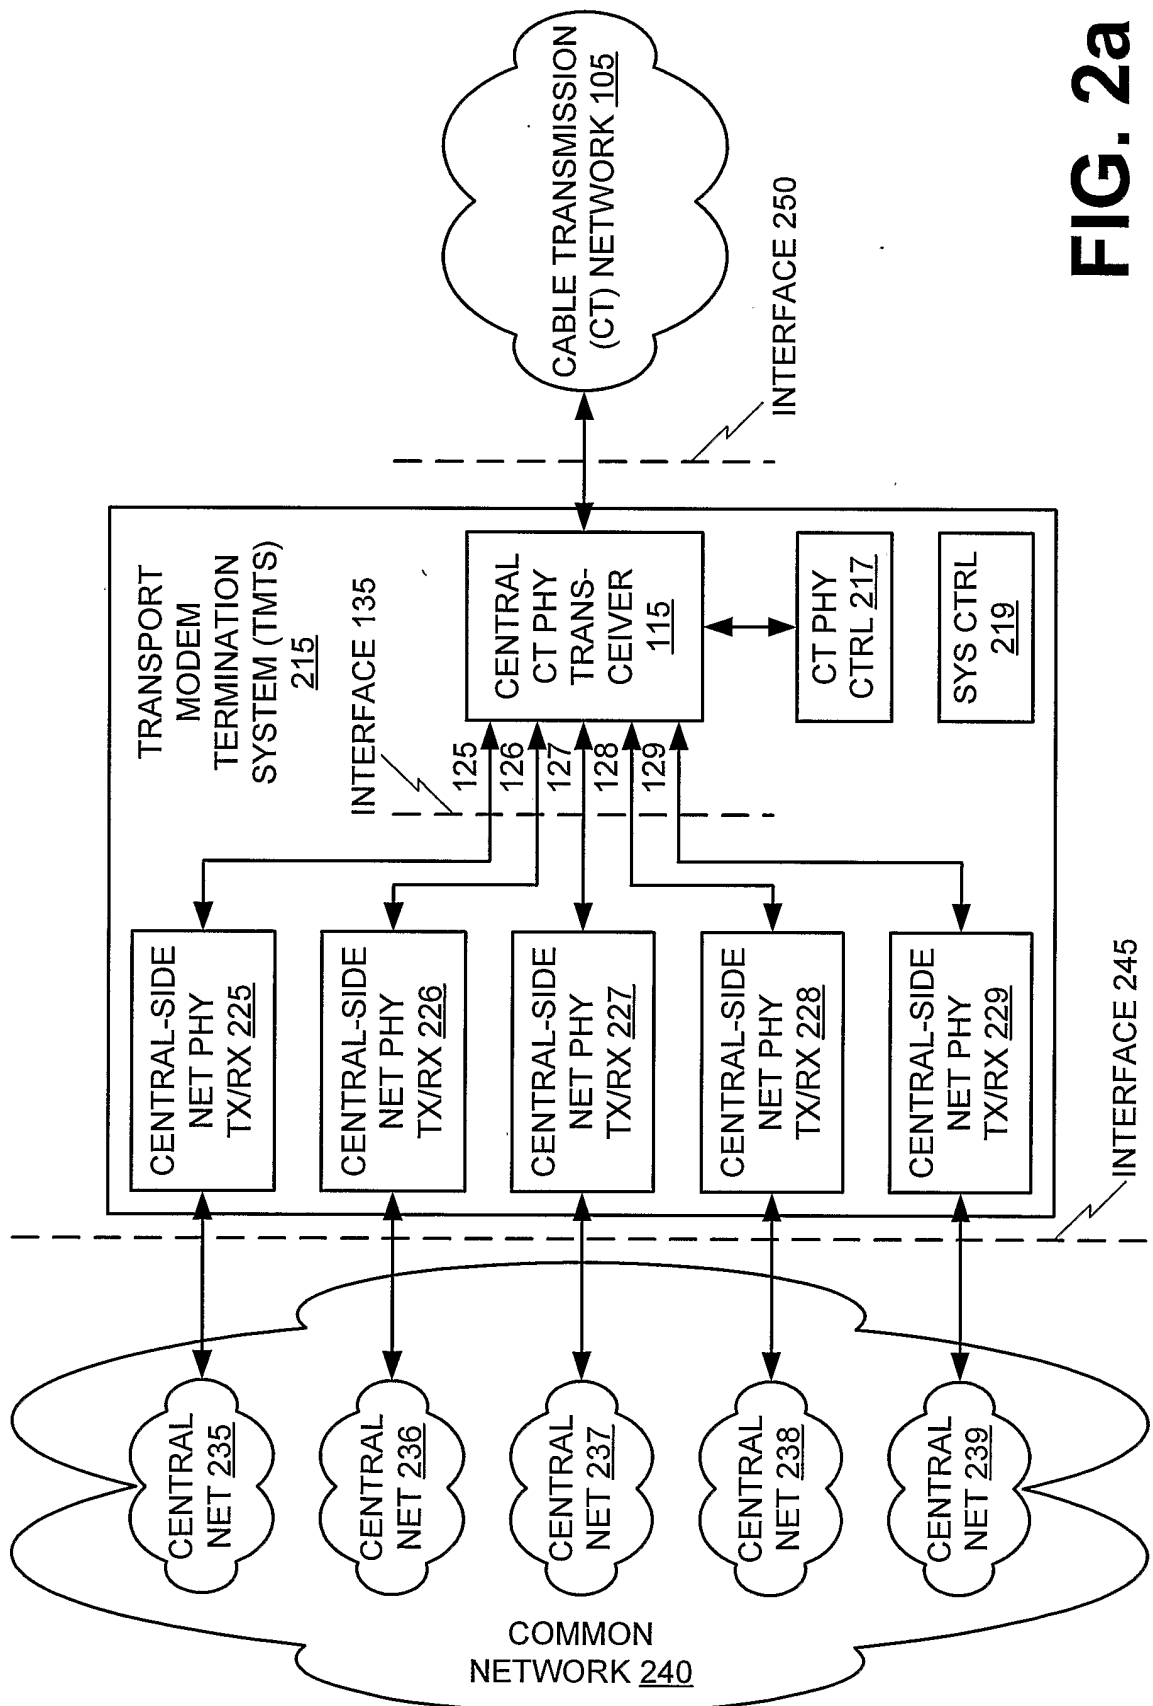 COMMON
NETWORK 240
CENTRAL
NET 235
CENTRAL
NET 236
CENTRAL
NET 237
CENTRAL
NET 238
CENTRAL
NET 239
INTERFACE 245
CENTRAL-SIDE
NET PHY
TX/RX 225
CENTRAL-SIDE
NET PHY
TX/RX 226
CENTRAL-SIDE
NET PHY
TX/RX 227
CENTRAL-SIDE
NET PHY
TX/RX 228
CENTRAL-SIDE
NET PHY
TX/RX 229
TRANSPORT
MODEM
TERMINATION
SYSTEM (TMTS)
215
INTERFACE 135
125
126
127
128
129
CENTRAL
CT PHY
TRANS-
CEIVER
115
CT PHY
CTRL 217
SYS CTRL
219
INTERFACE 250
CABLE TRANSMISSION
(CT) NETWORK 105
FIG. 2a